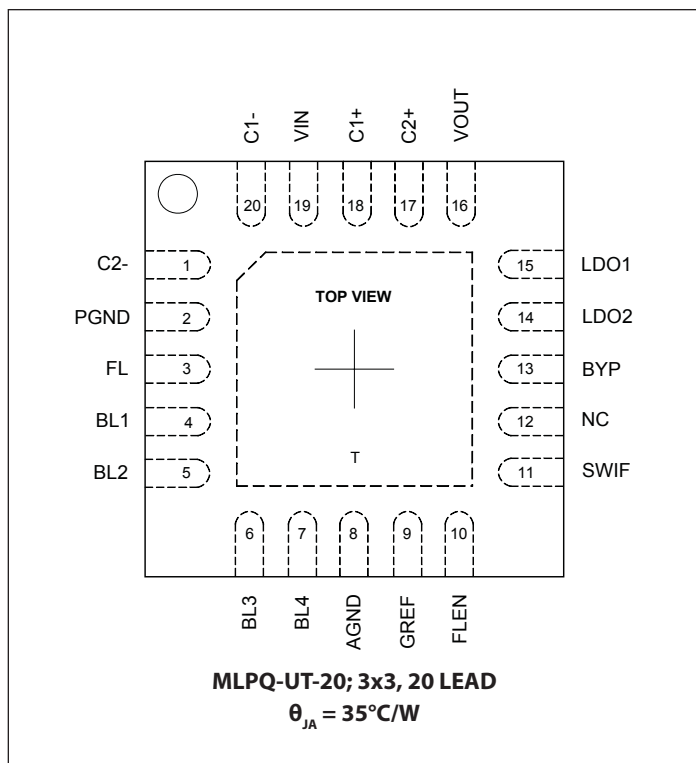 C1-
VIN
C1+
C2+
VOUT
20
19
18
17
16
C2-
1
PGND
2
FL
3
BL1
4
BL2
5
TOP VIEW
T
15
LDO1
14
LDO2
13
BYP
12
NC
11
SWIF
6
7
8
9
10
BL3
BL4
AGND
GREF
FLEN
MLPQ-UT-20; 3x3, 20 LEAD
θJA = 35°C/W